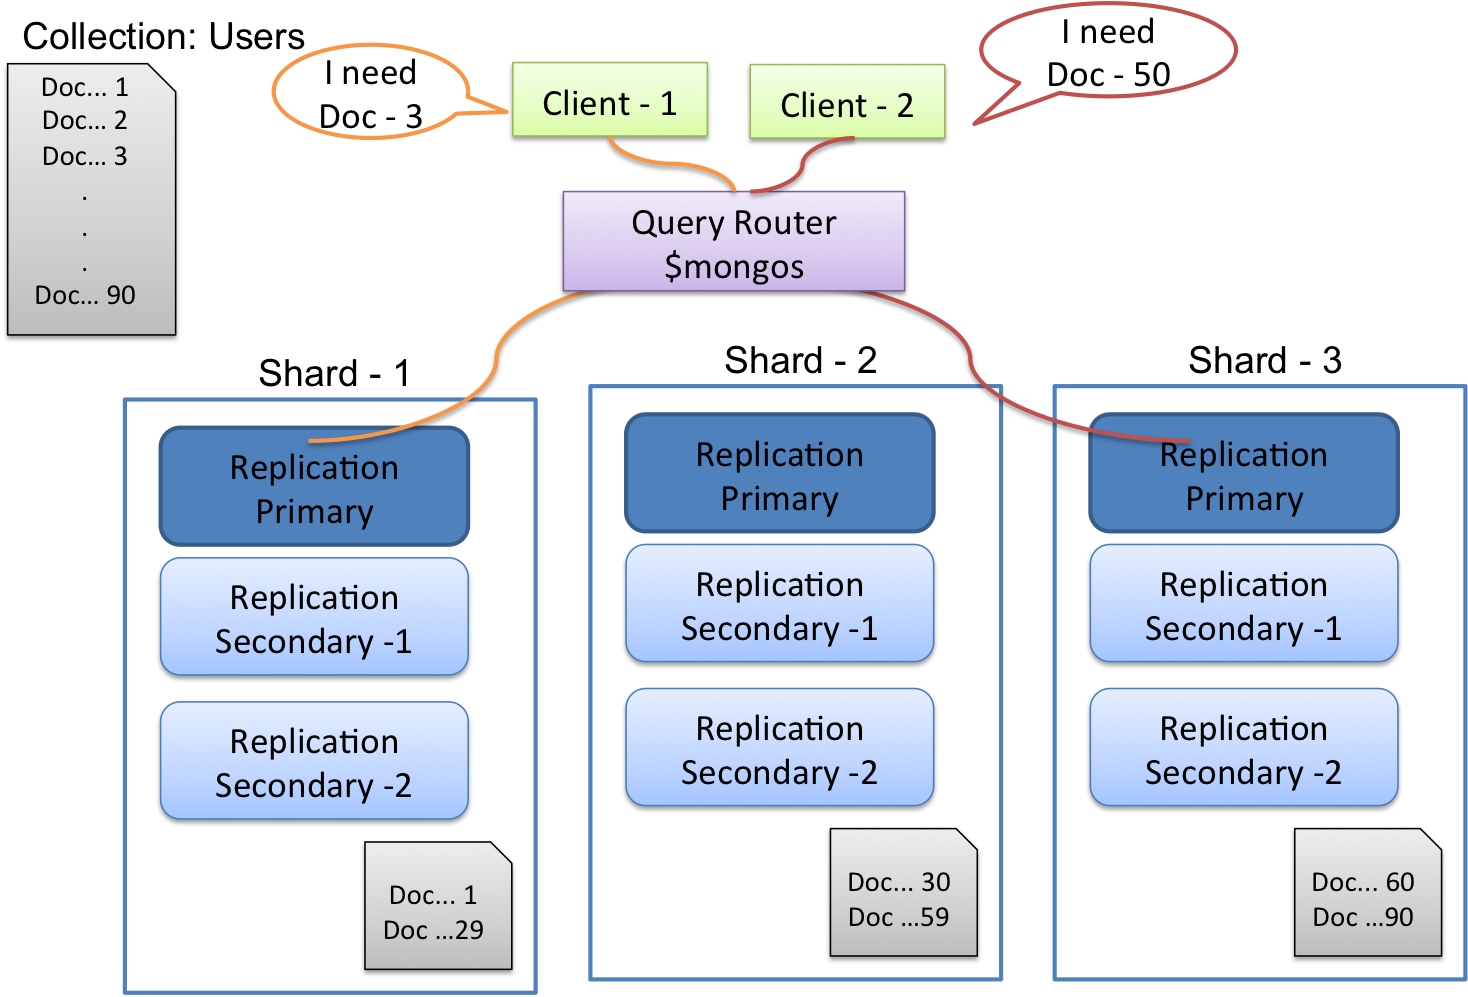 Collection: Users
Doc... 1
Doc... 2
Doc... 3
.
.
.
Doc... 90
I need
Doc - 3
Client - 1
Client - 2
I need
Doc - 50
Query Router
$mongos
Shard - 1
Replication
Primary
Replication
Secondary -1
Replication
Secondary -2
Doc... 1
Doc ...29
Shard - 2
Replication
Primary
Replication
Secondary -1
Replication
Secondary -2
Doc... 30
Doc ...59
Shard - 3
Replication
Primary
Replication
Secondary -1
Replication
Secondary -2
Doc... 60
Doc ...90